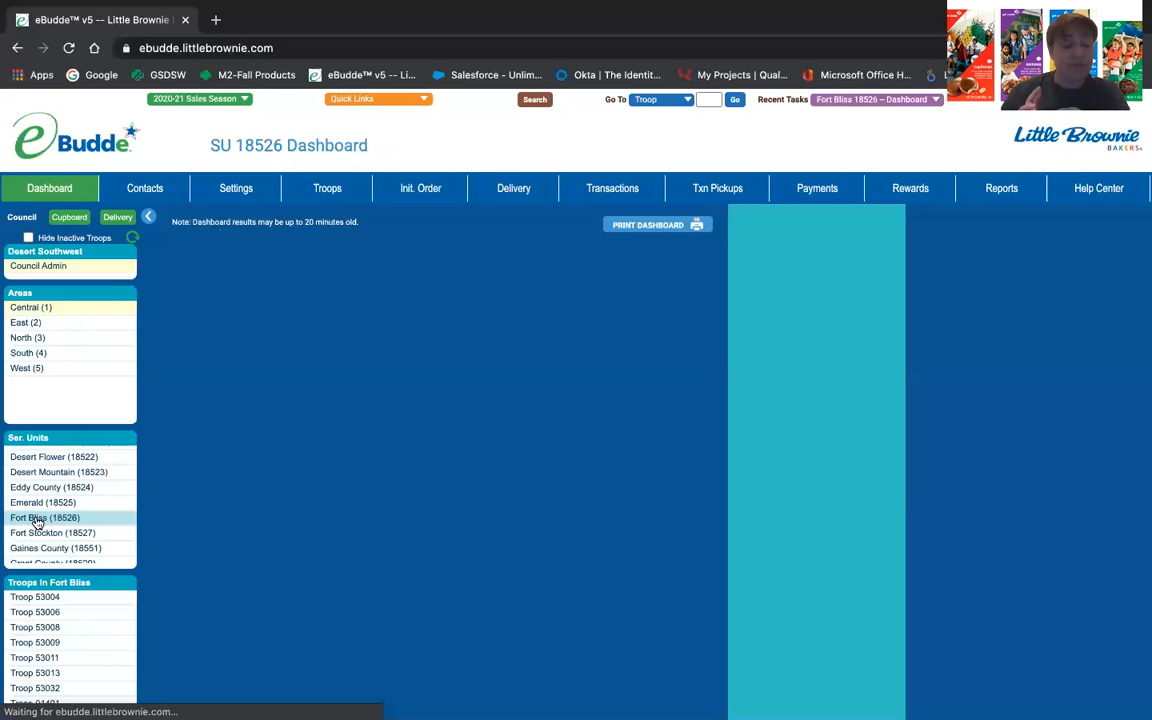 eBudde™ v5 -- Little Brownie
ebudde.littlebrownie.com
Apps
Google
GSDSW
M2-Fall Products
eBudde™ v5 -- Li...
Salesforce - Unlim...
Okta | The Identit...
My Projects | Qual...
Microsoft Office H...
2020-21 Sales Season
Quick Links
Search
Go To
Troop
Go
Recent Tasks
Fort Bliss 18526 – Dashboard
eBudde
SU 18526 Dashboard
Little Brownie
BAKERS
Dashboard
Contacts
Settings
Troops
Init. Order
Delivery
Transactions
Txn Pickups
Payments
Rewards
Reports
Help Center
Council
Cupboard
Delivery
Note: Dashboard results may be up to 20 minutes old.
PRINT DASHBOARD
Hide Inactive Troops
Desert Southwest
Council Admin
Areas
Central (1)
East (2)
North (3)
South (4)
West (5)
Ser. Units
Desert Flower (18522)
Desert Mountain (18523)
Eddy County (18524)
Emerald (18525)
Fort Bliss (18526)
Fort Stockton (18527)
Gaines County (18551)
Grant County (18529)
Troops In Fort Bliss
Troop 53004
Troop 53006
Troop 53008
Troop 53009
Troop 53011
Troop 53013
Troop 53032
Waiting for ebudde.littlebrownie.com...